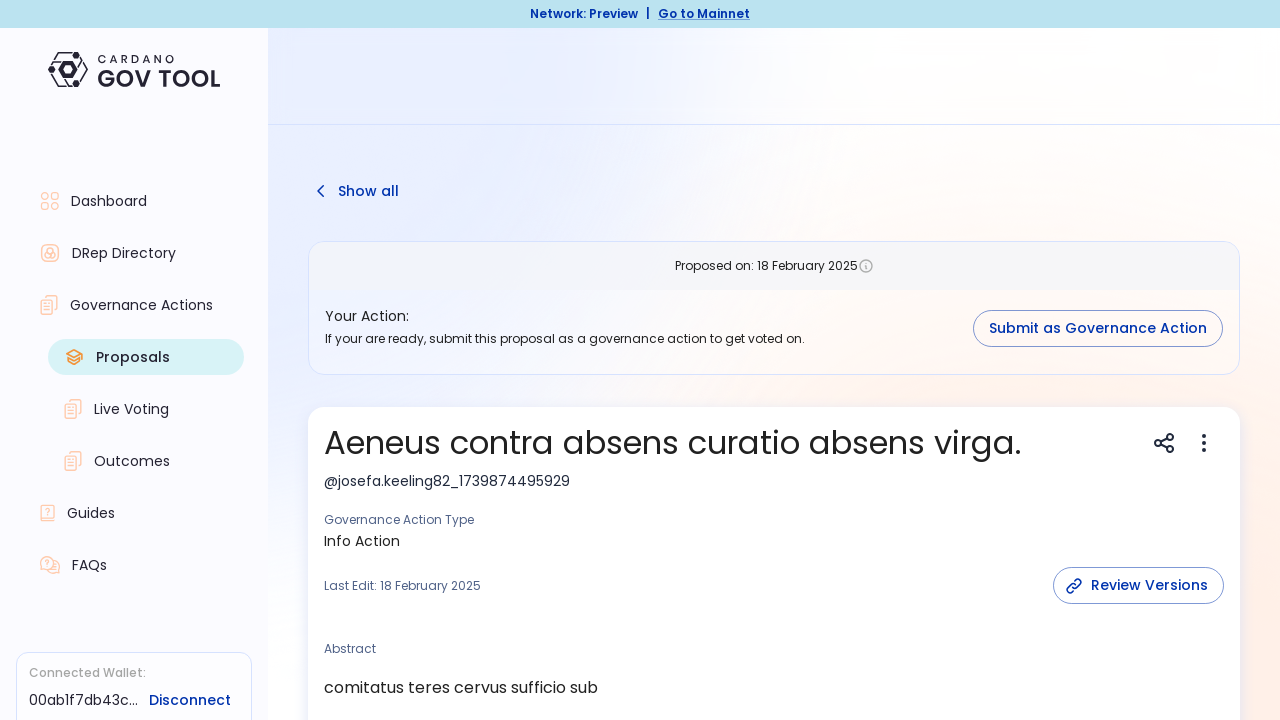 Network: Preview | Go to Mainnet
CARDANO
GOV TOOL
Dashboard
DRep Directory
Governance Actions
Proposals
Live Voting
Outcomes
Guides
FAQs
Connected Wallet:
00ab1f7db43c... Disconnect
Show all
Proposed on: 18 February 2025
Your Action:
If your are ready, submit this proposal as a governance action to get voted on.
Submit as Governance Action
Aeneus contra absens curatio absens virga.
@josefa.keeling82_1739874495929
Governance Action Type
Info Action
Last Edit: 18 February 2025
Review Versions
Abstract
comitatus teres cervus sufficio sub